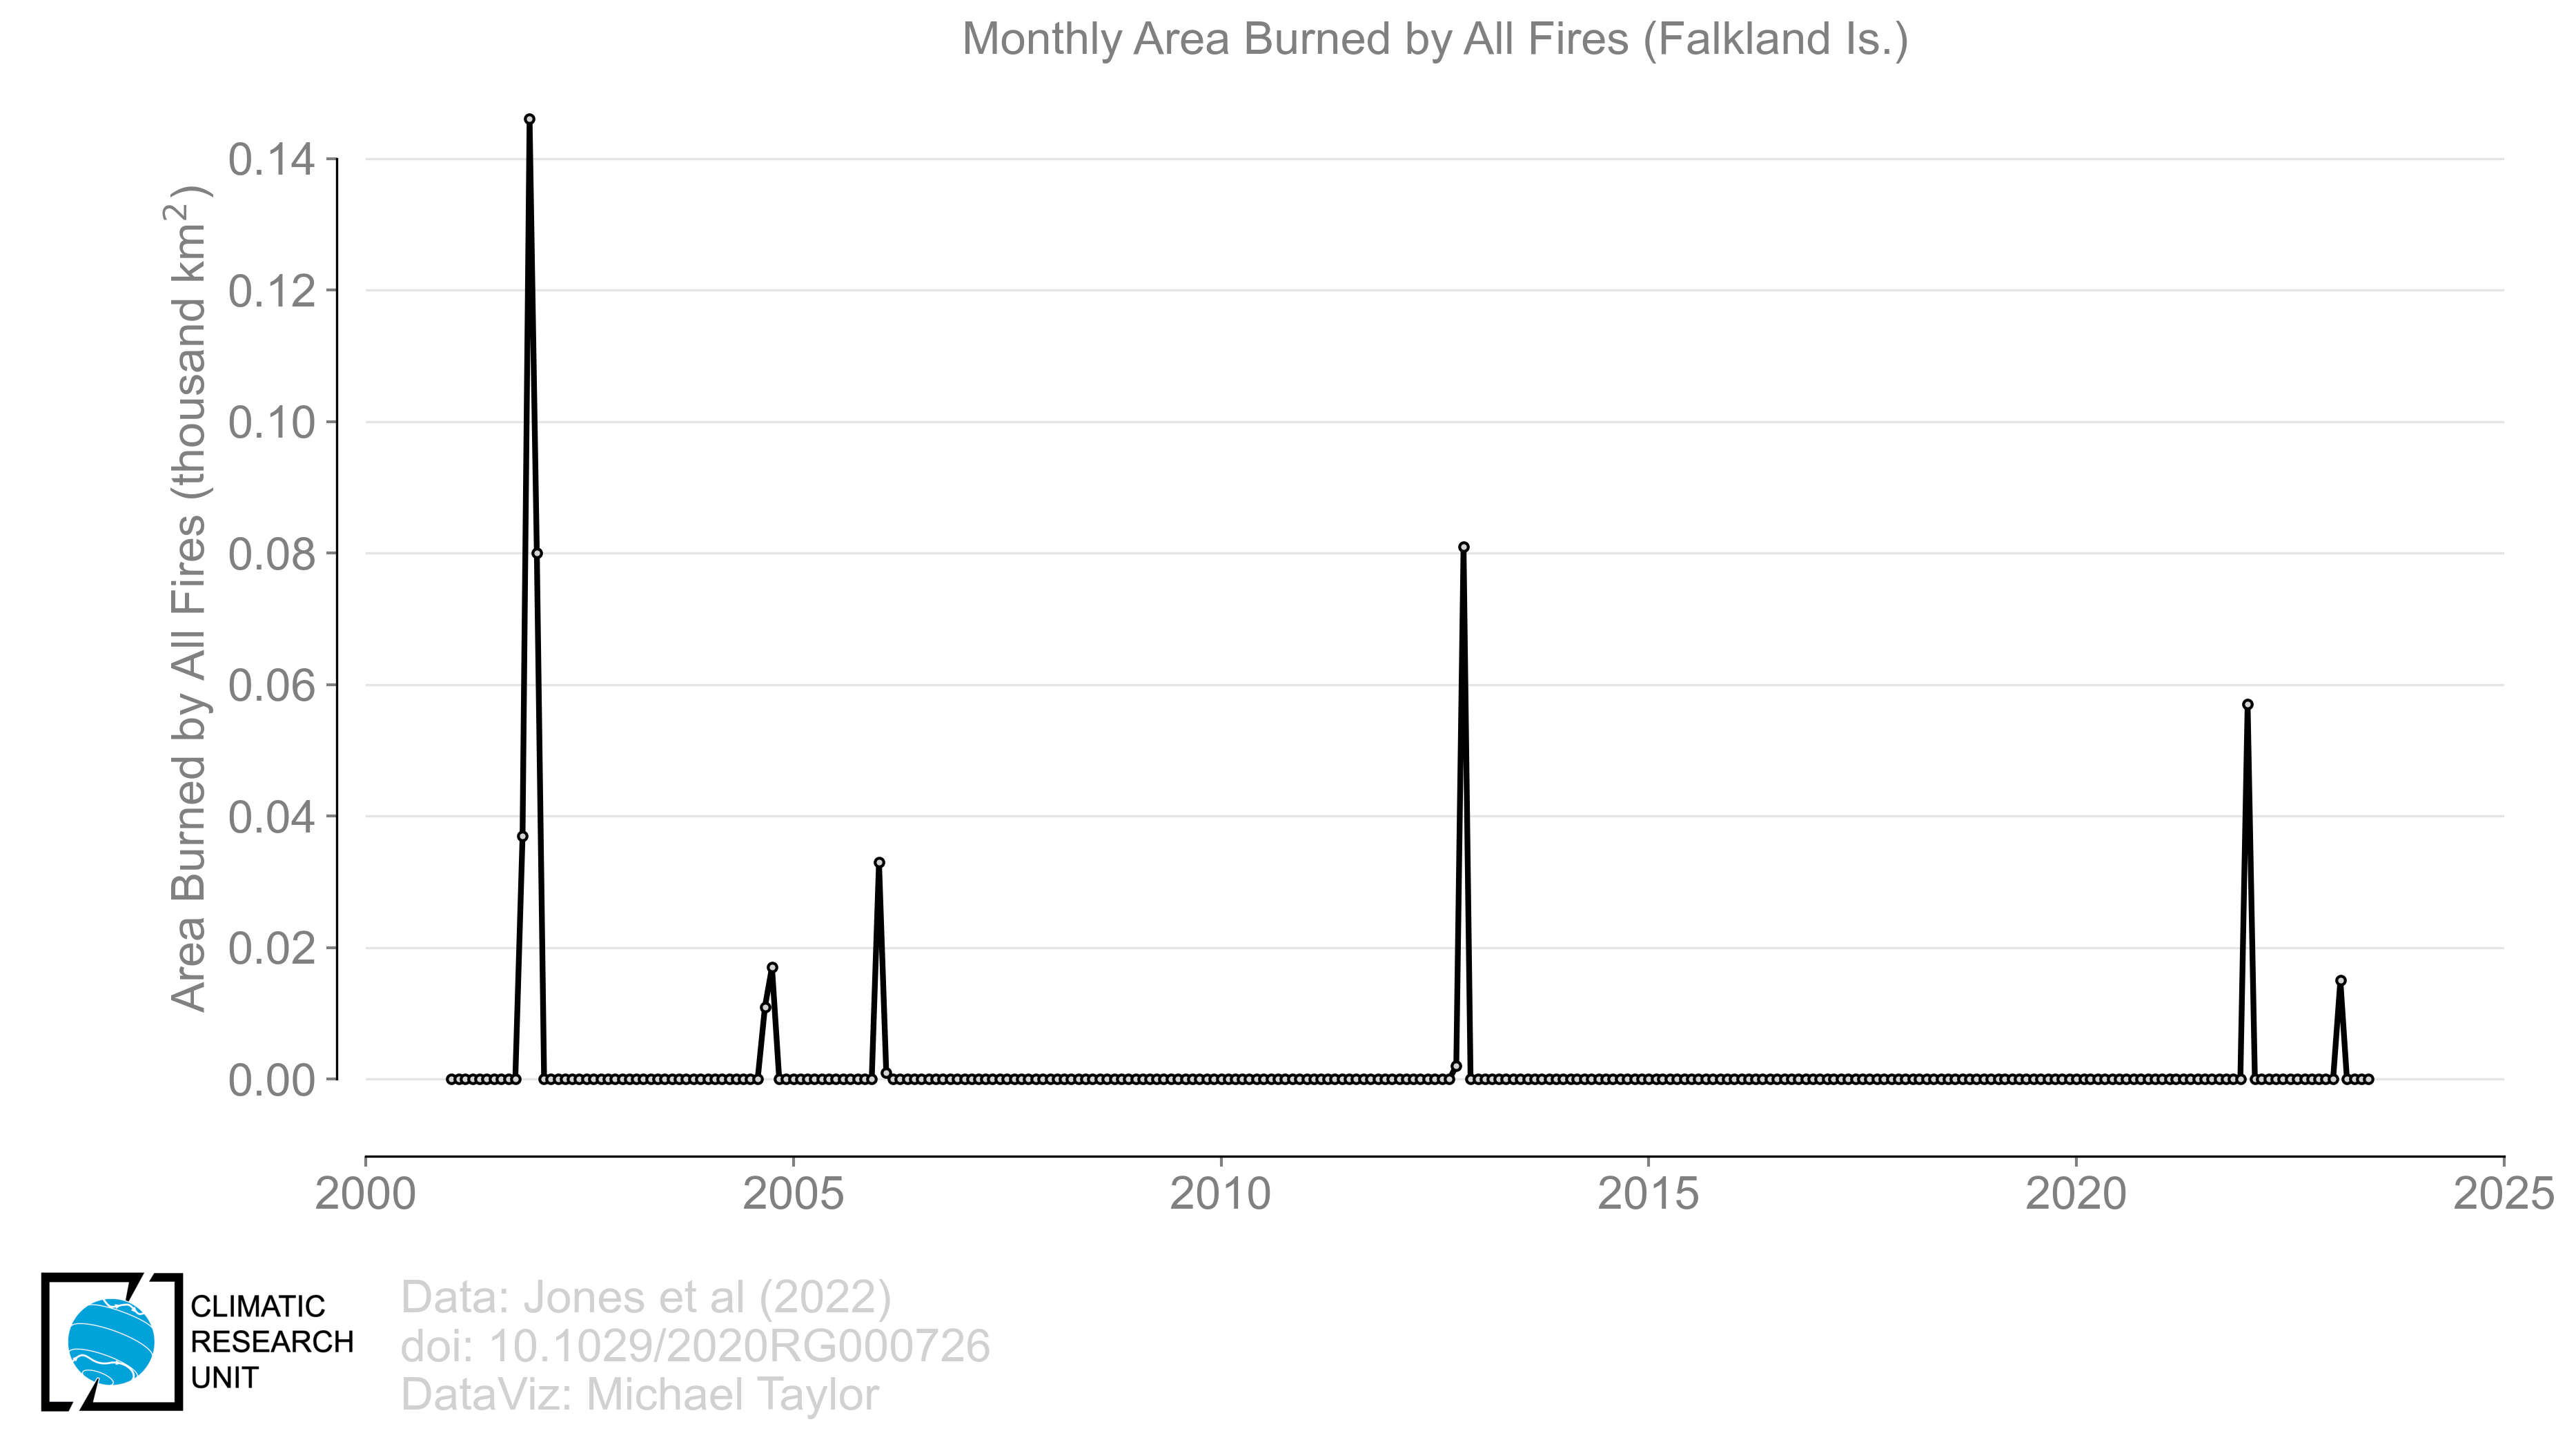 Monthly Area Burned by All Fires (Falkland Is.)
Area Burned by All Fires (thousand km²)
0.14
0.12
0.10
0.08
0.06
0.04
0.02
0.00
2000 2005 2010 2015 2020 2025
CLIMATIC
RESEARCH
UNIT
Data: Jones et al (2022)
doi: 10.1029/2020RG000726
DataViz: Michael Taylor